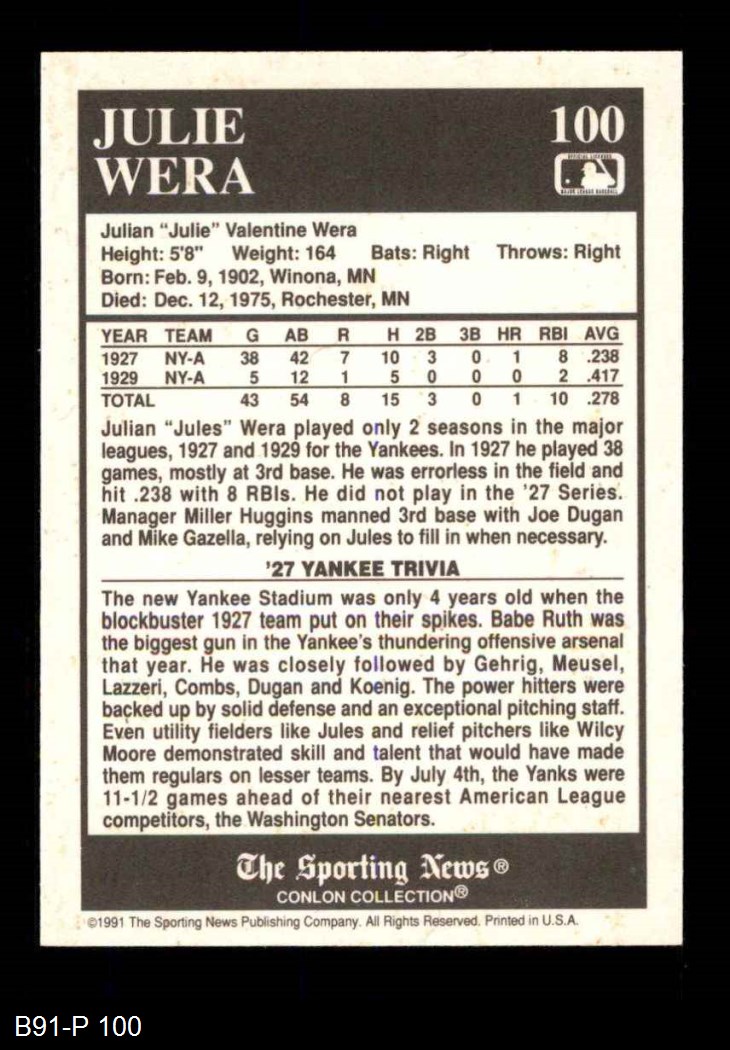 JULIE
WERA
100
OFFICIAL LICENSEE
MAJOR LEAGUE BASEBALL
Julian “Julie” Valentine Wera
Height: 5'8" Weight: 164 Bats: Right Throws: Right
Born: Feb. 9, 1902, Winona, MN
Died: Dec. 12, 1975, Rochester, MN
YEAR TEAM G AB R H 2B 3B HR RBI AVG
1927 NY-A 38 42 7 10 3 0 1 8 .238
1929 NY-A 5 12 1 5 0 0 0 2 .417
TOTAL 43 54 8 15 3 0 1 10 .278
Julian “Jules” Wera played only 2 seasons in the major
leagues, 1927 and 1929 for the Yankees. In 1927 he played 38
games, mostly at 3rd base. He was errorless in the field and
hit .238 with 8 RBIs. He did not play in the '27 Series.
Manager Miller Huggins manned 3rd base with Joe Dugan
and Mike Gazella, relying on Jules to fill in when necessary.
'27 YANKEE TRIVIA
The new Yankee Stadium was only 4 years old when the
blockbuster 1927 team put on their spikes. Babe Ruth was
the biggest gun in the Yankee's thundering offensive arsenal
that year. He was closely followed by Gehrig, Meusel,
Lazzeri, Combs, Dugan and Koenig. The power hitters were
backed up by solid defense and an exceptional pitching staff.
Even utility fielders like Jules and relief pitchers like Wilcy
Moore demonstrated skill and talent that would have made
them regulars on lesser teams. By July 4th, the Yanks were
11-1/2 games ahead of their nearest American League
competitors, the Washington Senators.
The Sporting News®
CONLON COLLECTION®
©1991 The Sporting News Publishing Company. All Rights Reserved. Printed in U.S.A.
B91-P 100